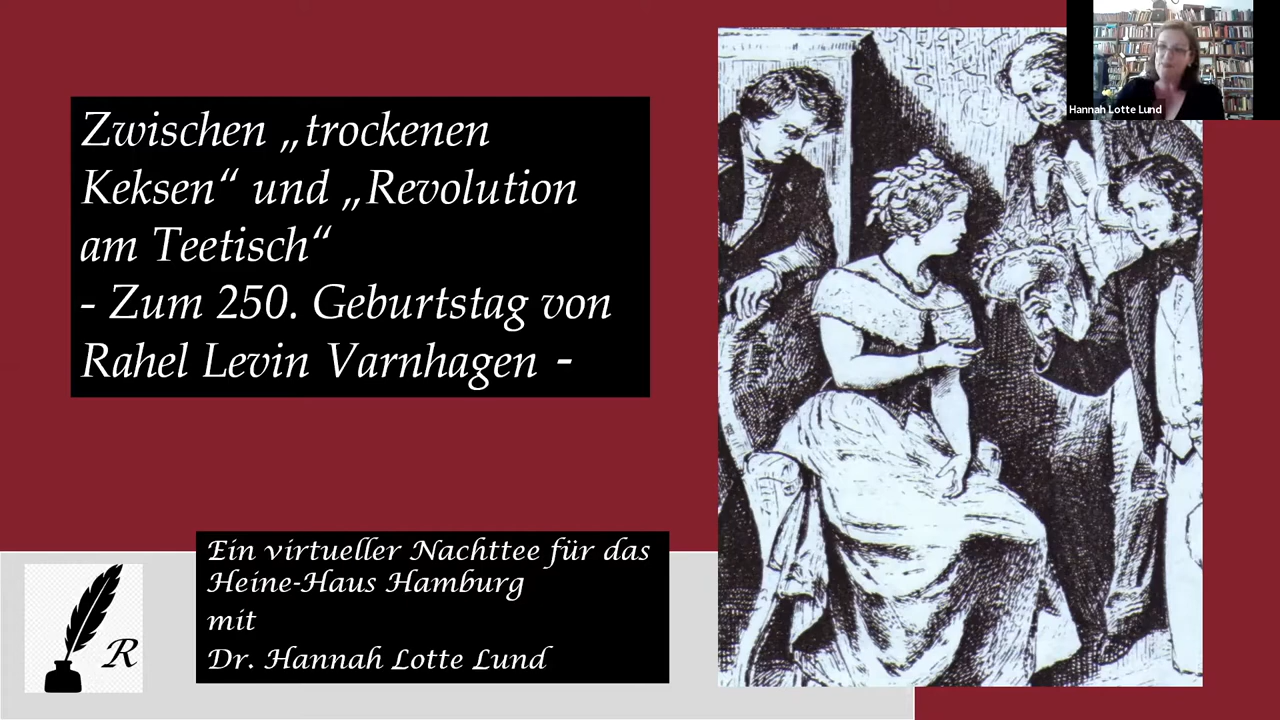 Zwischen „trockenen
Keksen“ und „Revolution
am Teetisch“
- Zum 250. Geburtstag von
Rahel Levin Varnhagen -
Hannah Lotte Lund
Ein virtueller Nachttee für das
Heine-Haus Hamburg
mit
Dr. Hannah Lotte Lund
R